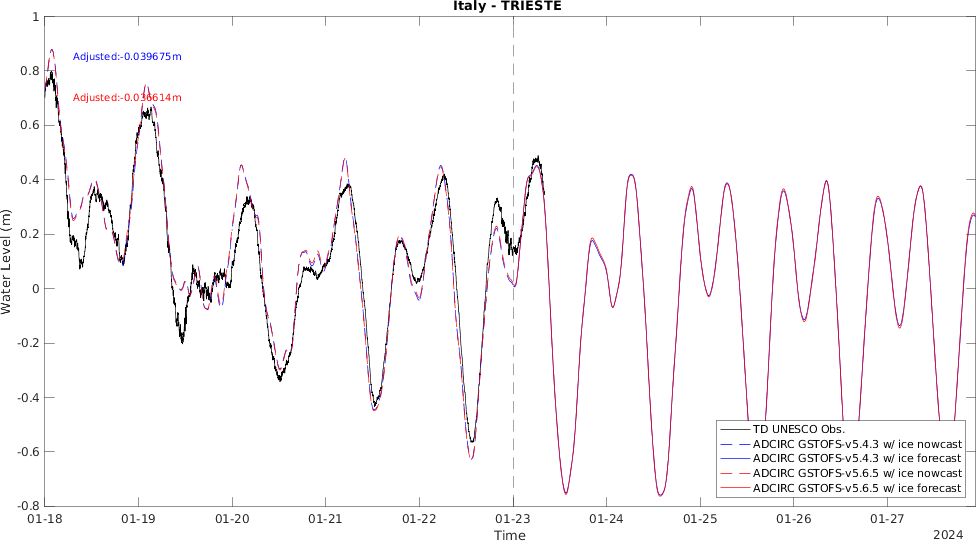 Italy - TRIESTE
1
Adjusted:-0.039675m
0.8
Adjusted:-0.036614m
0.6
0.4
0.2
0
-0.2
-0.4
-0.6
-0.8
Water Level (m)
TD UNESCO Obs.
ADCIRC GSTOFS-v5.4.3 w/ ice nowcast
ADCIRC GSTOFS-v5.4.3 w/ ice forecast
ADCIRC GSTOFS-v5.6.5 w/ ice nowcast
ADCIRC GSTOFS-v5.6.5 w/ ice forecast
01-18 01-19 01-20 01-21 01-22 01-23 01-24 01-25 01-26 01-27
Time
2024